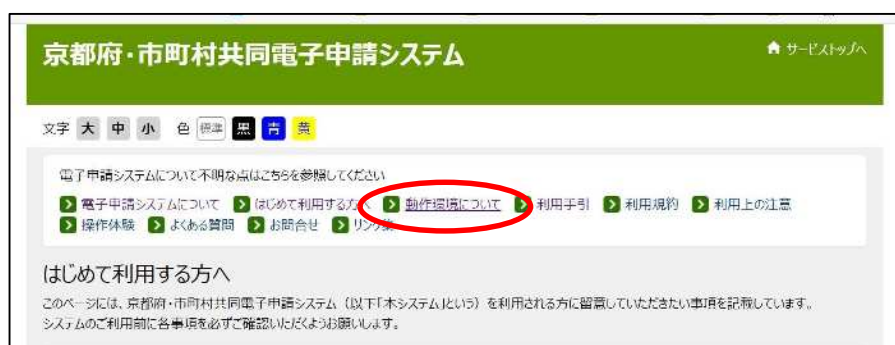 京都府・市町村共同電子申請システム
サービストップへ
文字 大 中 小 色 標準 黒 青 黄
電子申請システムについて不明な点はこちらを参照してください
電子申請システムについて はじめて利用する方へ 動作環境について 利用手引 利用規約 利用上の注意
操作体験 よくある質問 お問合せ リンク集
はじめて利用する方へ
このページには、京都府・市町村共同電子申請システム（以下「本システム」という）を利用される方に留意していただきたい事項を記載しています。
システムのご利用前に各事項を必ずご確認いただくようお願いします。